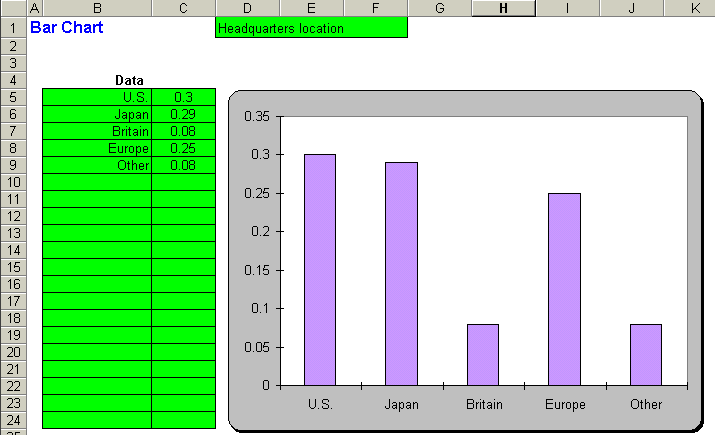 A B C D E F G H I J K
1 Bar Chart Headquarters location
2
3
4 Data
5 U.S. 0.3
6 Japan 0.29
7 Britain 0.08
8 Europe 0.25
9 Other 0.08
10
11
12
13
14
15
16
17
18
19
20
21
22
23
24
0.35
0.3
0.25
0.2
0.15
0.1
0.05
0
U.S. Japan Britain Europe Other